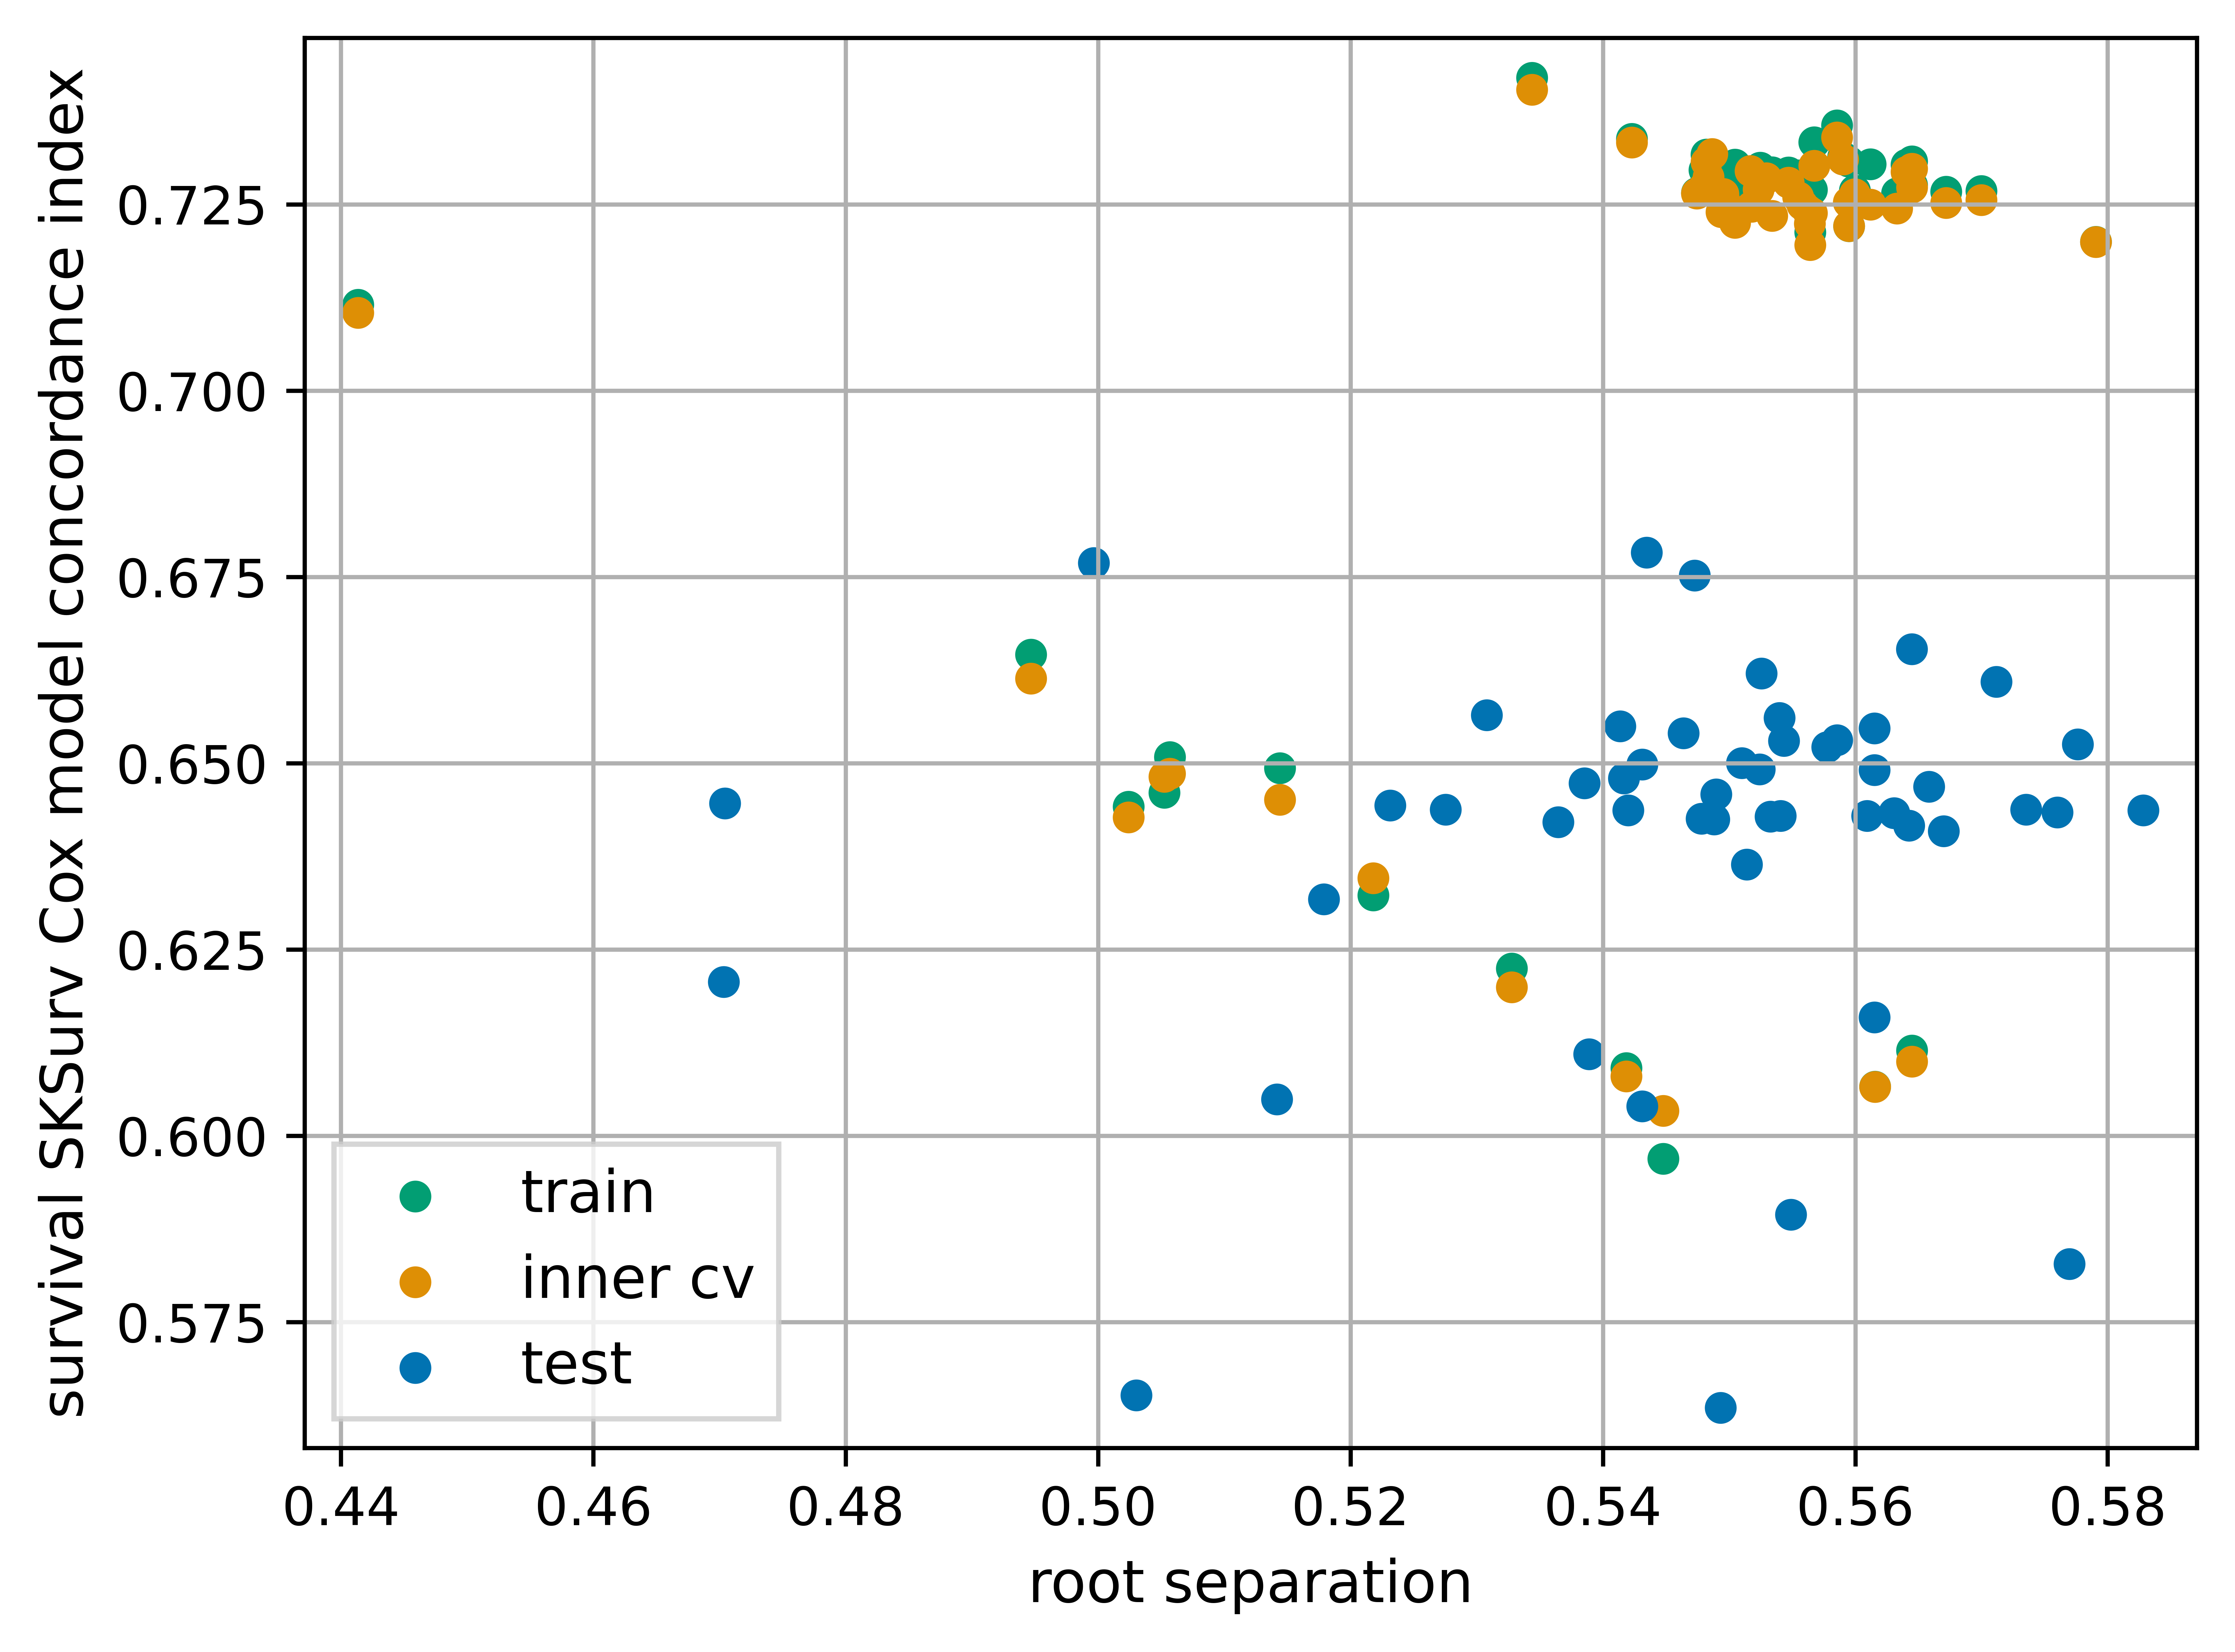 survival SKSurv Cox model concordance index
0.725
0.700
0.675
0.650
0.625
0.600
0.575
train
inner cv
test
0.44 0.46 0.48 0.50 0.52 0.54 0.56 0.58
root separation